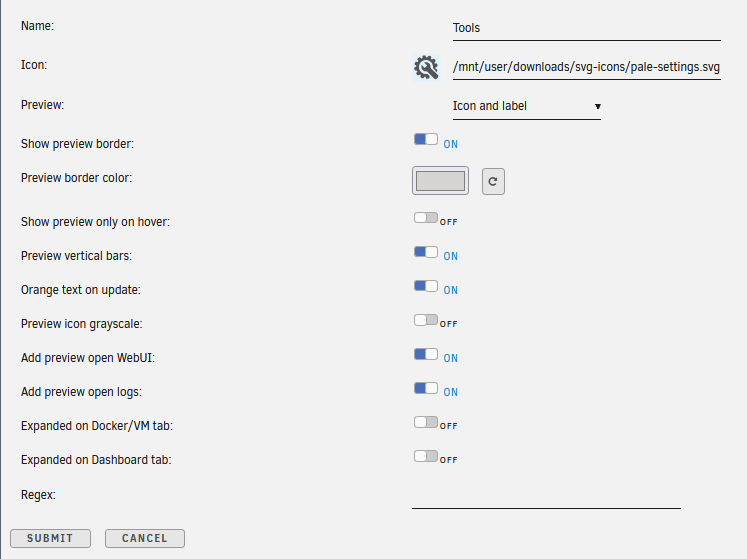 Name: Tools
Icon: /mnt/user/downloads/svg-icons/pale-settings.svg
Preview: Icon and label
Show preview border: ON
Preview border color:
Show preview only on hover: OFF
Preview vertical bars: ON
Orange text on update: ON
Preview icon grayscale: OFF
Add preview open WebUI: ON
Add preview open logs: ON
Expanded on Docker/VM tab: OFF
Expanded on Dashboard tab: OFF
Regex:
SUBMIT CANCEL